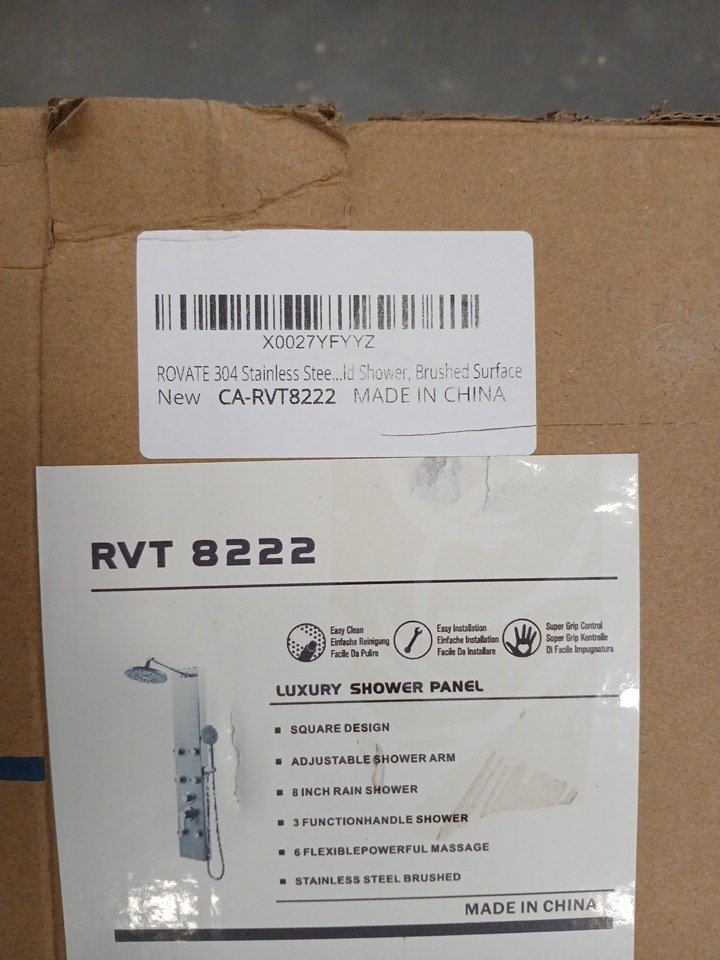 X0027YFYYZ
ROVATE 304 Stainless Stee...ld Shower, Brushed Surface
New CA-RVT8222 MADE IN CHINA
RVT 8222
Easy Clean
Einfache Reinigung
Facile Da Pulire
Easy Installation
Einfache Installation
Facile Da Installare
Super Grip Control
Super Grip Kontrolle
Di Facile Impugnatura
LUXURY SHOWER PANEL
SQUARE DESIGN
ADJUSTABLE SHOWER ARM
8 INCH RAIN SHOWER
3 FUNCTIONHANDLE SHOWER
6 FLEXIBLEPOWERFUL MASSAGE
STAINLESS STEEL BRUSHED
MADE IN CHINA